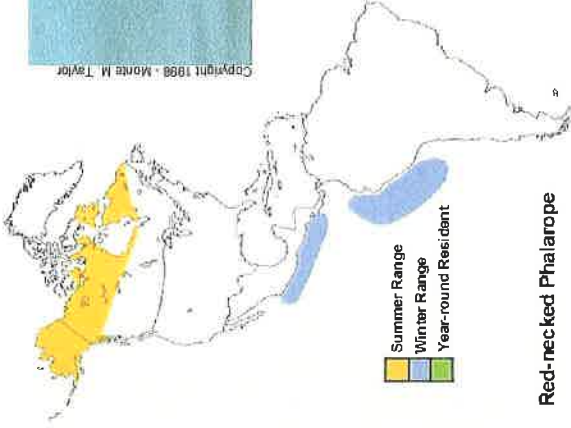 Copyright 1998 - Monte M. Taylor
Summer Range
Winter Range
Year-round Resident
Red-necked Phalarope